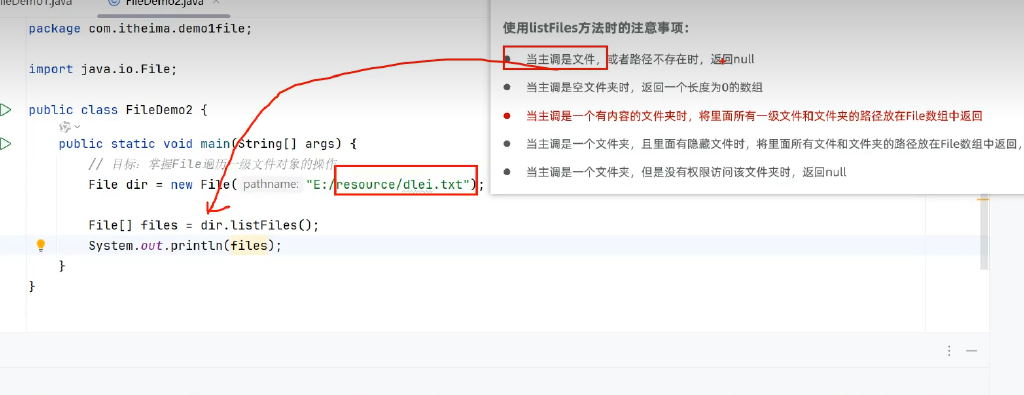 FileDemo2.java
package com.itheima.demo1file;
import java.io.File;
public class FileDemo2 {
public static void main(String[] args) {
// 目标：掌握File遍历一级文件对象的操作
File dir = new File( pathname: "E:/resource/dlei.txt");
File[] files = dir.listFiles();
System.out.println(files);
}
}
使用listFiles方法时的注意事项：
当主调是文件，或者路径不存在时，返回null
当主调是空文件夹时，返回一个长度为0的数组
当主调是一个有内容的文件夹时，将里面所有一级文件和文件夹的路径放在File数组中返回
当主调是一个文件夹，且里面有隐藏文件时，将里面所有文件和文件夹的路径放在File数组中返回，
当主调是一个文件夹，但是没有权限访问该文件夹时，返回null